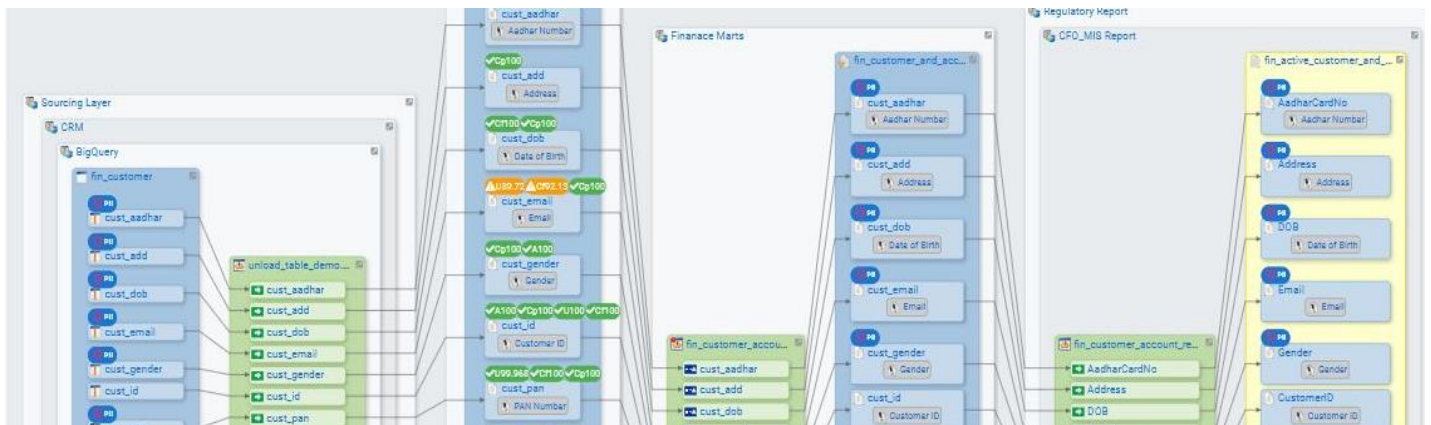 Sourcing Layer
CRM
BigQuery
fin_customer
PII
cust_aadhar
PII
cust_add
PII
cust_dob
PII
cust_email
PII
cust_gender
cust_id
PII
unload_table_demo....
cust_aadhar
cust_add
cust_dob
cust_email
cust_gender
cust_id
cust_pan
cust_aadhar
Aadhar Number
Cp100
cust_add
Address
Cf100 Cp100
cust_dob
Date of Birth
U89.72 Cf92.13 Cp100
cust_email
Email
Cp100 A100
cust_gender
Gender
A100 Cp100 U100 Cf100
cust_id
Customer ID
U99.968 Cf100 Cp100
cust_pan
PAN Number
Finanace Marts
fin_customer_accou...
cust_aadhar
cust_add
cust_dob
fin_customer_and_acc...
PII
cust_aadhar
Aadhar Number
PII
cust_add
Address
PII
cust_dob
Date of Birth
PII
cust_email
Email
PII
cust_gender
Gender
cust_id
Customer ID
Regulatory Report
CFO_MIS Report
fin_customer_account_re...
AadharCardNo
Address
DOB
fin_active_customer_and_...
PII
AadharCardNo
Aadhar Number
PII
Address
Address
PII
DOB
Date of Birth
PII
Email
Email
PII
Gender
Gender
CustomerID
Customer ID